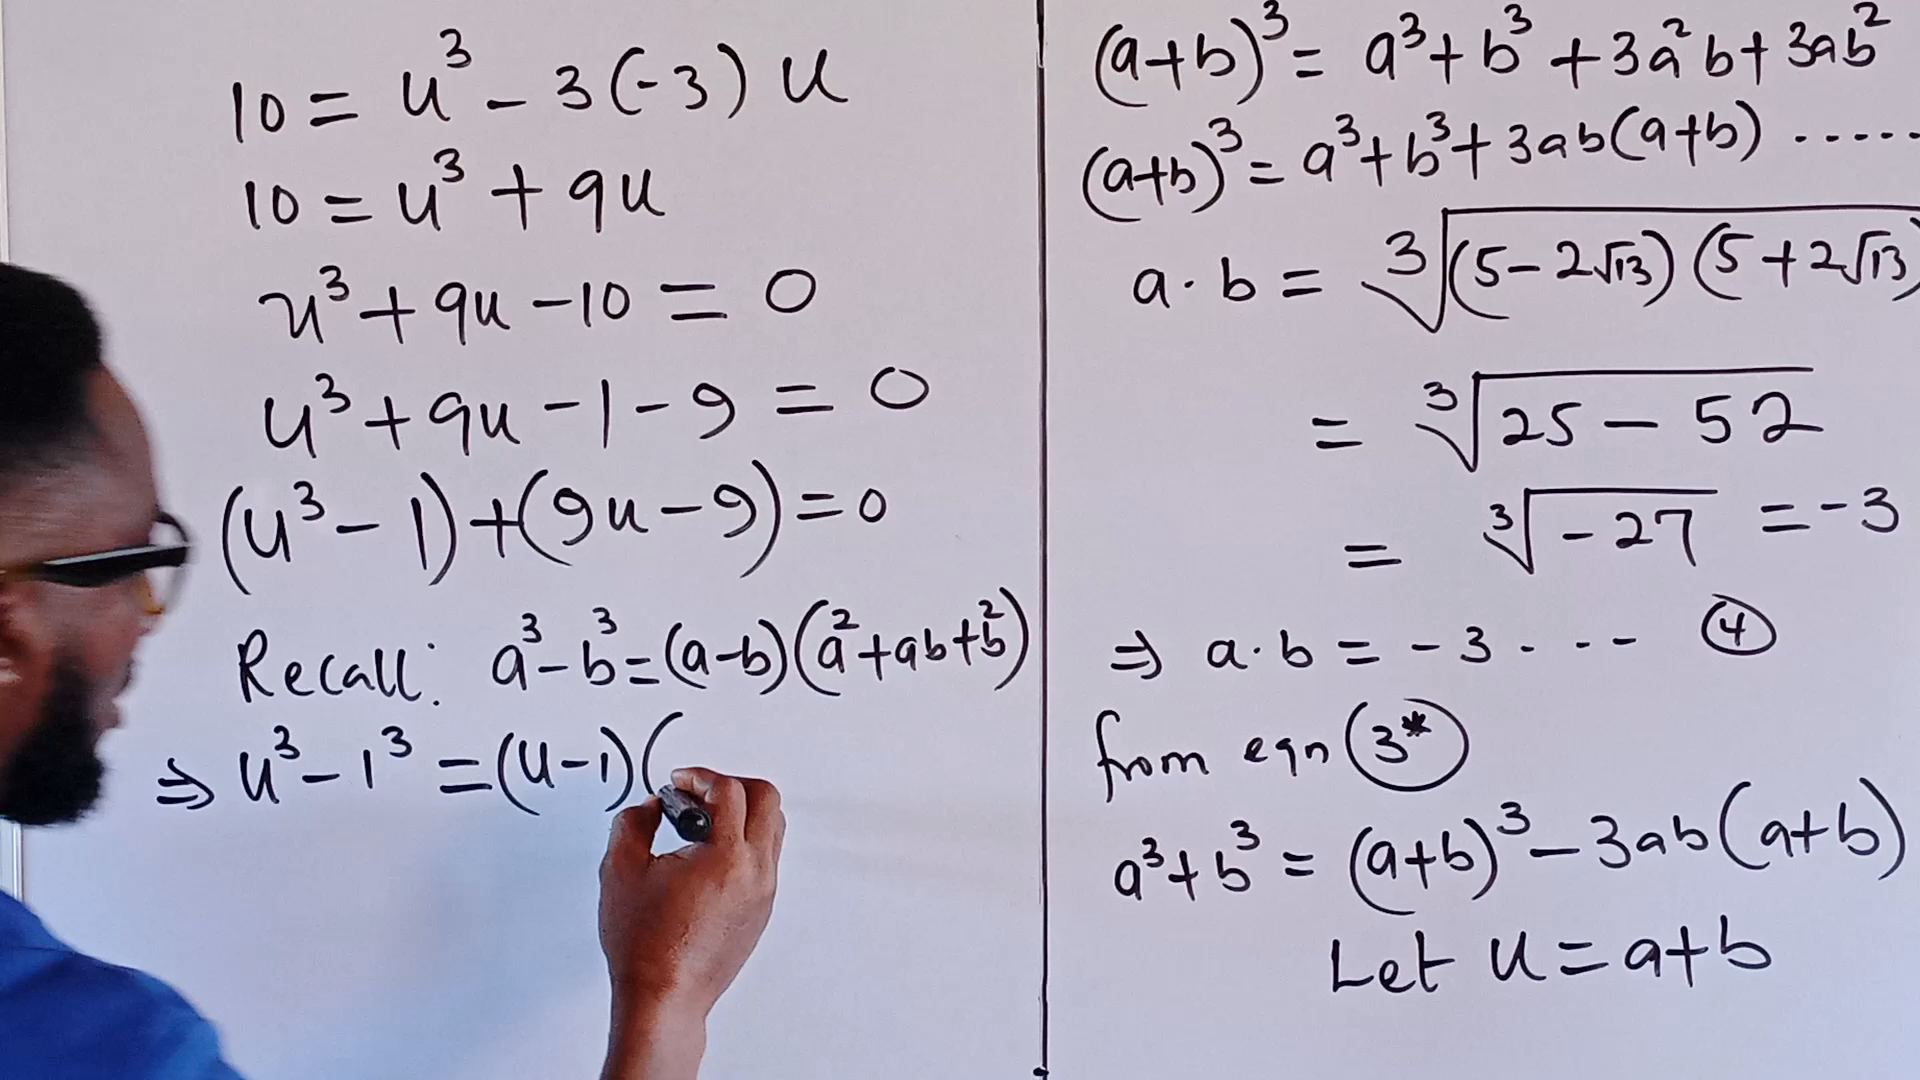 10 = u³ - 3(-3) u
10 = u³ + 9u
u³ + 9u - 10 = 0
u³ + 9u - 1 - 9 = 0
(u³ - 1) + (9u - 9) = 0
Recall: a³ - b³ = (a-b)(a² + ab + b²)
⇒ u³ - 1³ = (u-1)(
(a+b)³ = a³ + b³ + 3a²b + 3ab²
(a+b)³ = a³ + b³ + 3ab(a+b) .....
a · b = ∛(5 - 2√13)(5 + 2√13)
= ∛25 - 52
= ∛-27 = -3
⇒ a · b = -3 - - - ④
from eqn (3*)
a³ + b³ = (a+b)³ - 3ab(a+b)
Let u = a+b